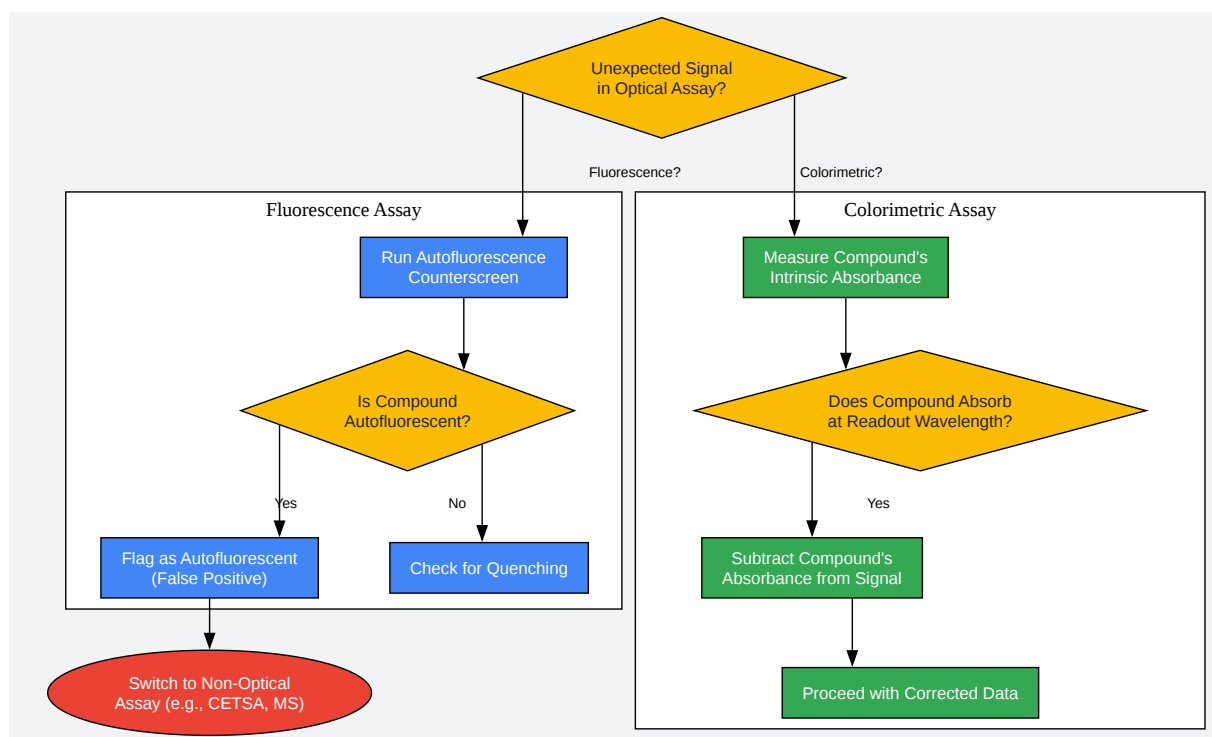 Unexpected Signal
in Optical Assay?
Fluorescence?
Colorimetric?
Fluorescence Assay
Run Autofluorescence
Counterscreen
Is Compound
Autofluorescent?
Yes
No
Flag as Autofluorescent
(False Positive)
Check for Quenching
Switch to Non-Optical
Assay (e.g., CETSA, MS)
Colorimetric Assay
Measure Compound's
Intrinsic Absorbance
Does Compound Absorb
at Readout Wavelength?
Yes
Subtract Compound's
Absorbance from Signal
Proceed with Corrected Data